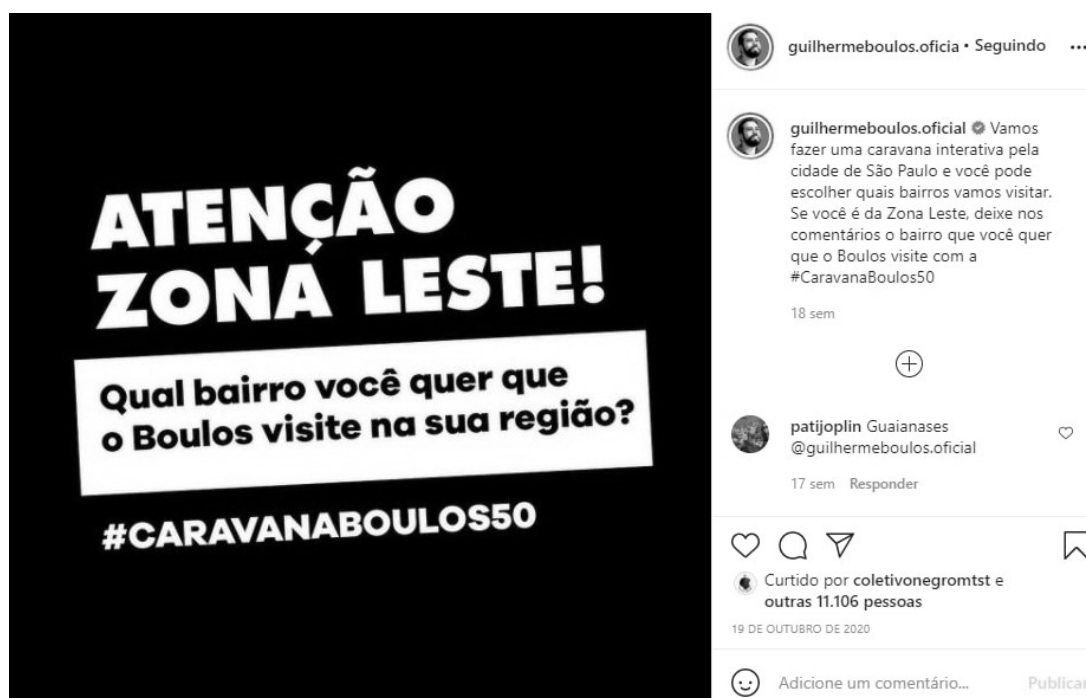 ATENÇÃO
ZONA LESTE!
Qual bairro você quer que
o Boulos visite na sua região?
#CARAVANABOULOS50
guilhermeboulos.oficia • Seguindo
guilhermeboulos.oficial Vamos
fazer uma caravana interativa pela
cidade de São Paulo e você pode
escolher quais bairros vamos visitar.
Se você é da Zona Leste, deixe nos
comentários o bairro que você quer
que o Boulos visite com a
#CaravanaBoulos50
18 sem
patijoplin Guaianases
@guilhermeboulos.oficial
17 sem Responder
Curtido por coletivonegromtst e
outras 11.106 pessoas
19 DE OUTUBRO DE 2020
Adicione um comentário... Publicar